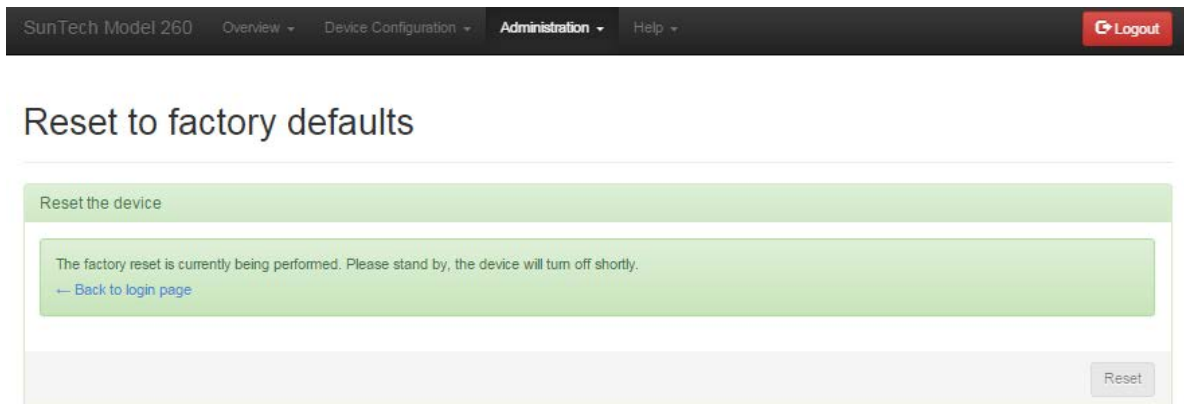 SunTech Model 260 Overview Device Configuration Administration Help Logout
Reset to factory defaults
Reset the device
The factory reset is currently being performed. Please stand by, the device will turn off shortly.
← Back to login page
Reset